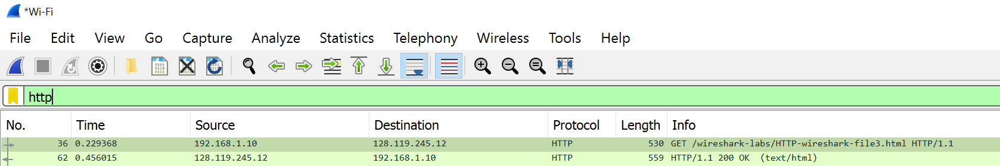 *Wi-Fi
File Edit View Go Capture Analyze Statistics Telephony Wireless Tools Help
http
No. Time Source Destination Protocol Length Info
36 0.229368 192.168.1.10 128.119.245.12 HTTP 530 GET /wireshark-labs/HTTP-wireshark-file3.html HTTP/1.1
62 0.456015 128.119.245.12 192.168.1.10 HTTP 559 HTTP/1.1 200 OK (text/html)